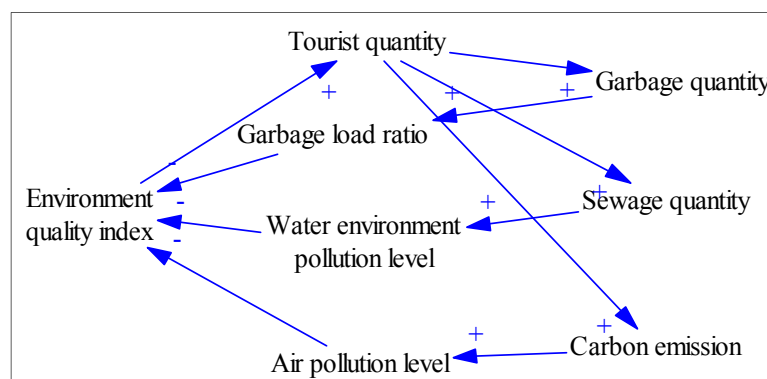 Tourist quantity
Garbage quantity
+
+
+
Garbage load ratio
-
Environment
quality index
-
-
+
+
Sewage quantity
Water environment
pollution level
+
+
Carbon emission
Air pollution level